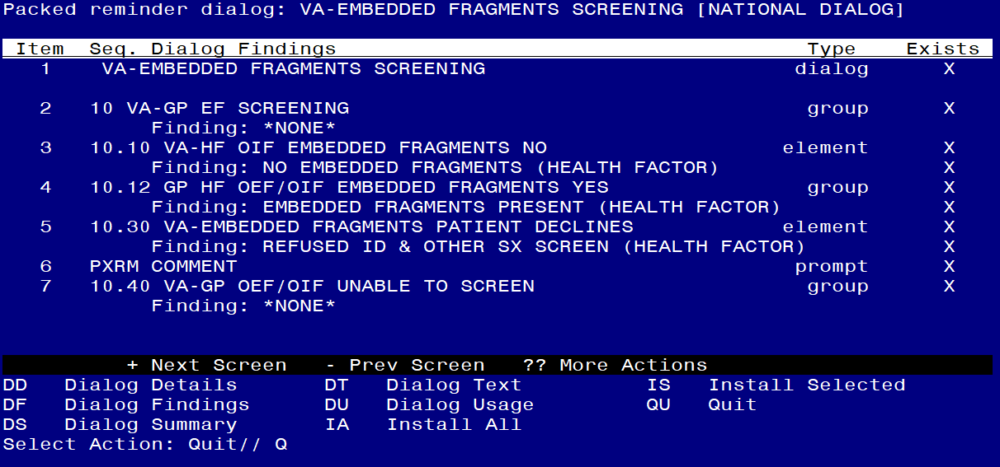 Packed reminder dialog: VA-EMBEDDED FRAGMENTS SCREENING [NATIONAL DIALOG]
Item Seq. Dialog Findings Type Exists
1 VA-EMBEDDED FRAGMENTS SCREENING dialog X
2 10 VA-GP EF SCREENING group X
Finding: *NONE*
3 10.10 VA-HF OIF EMBEDDED FRAGMENTS NO element X
Finding: NO EMBEDDED FRAGMENTS (HEALTH FACTOR) X
4 10.12 GP HF OEF/OIF EMBEDDED FRAGMENTS YES group X
Finding: EMBEDDED FRAGMENTS PRESENT (HEALTH FACTOR) X
5 10.30 VA-EMBEDDED FRAGMENTS PATIENT DECLINES element X
Finding: REFUSED ID & OTHER SX SCREEN (HEALTH FACTOR) X
6 PXRM COMMENT prompt X
7 10.40 VA-GP OEF/OIF UNABLE TO SCREEN group X
Finding: *NONE*
+ Next Screen - Prev Screen ?? More Actions
DD Dialog Details DT Dialog Text IS Install Selected
DF Dialog Findings DU Dialog Usage QU Quit
DS Dialog Summary IA Install All
Select Action: Quit// Q